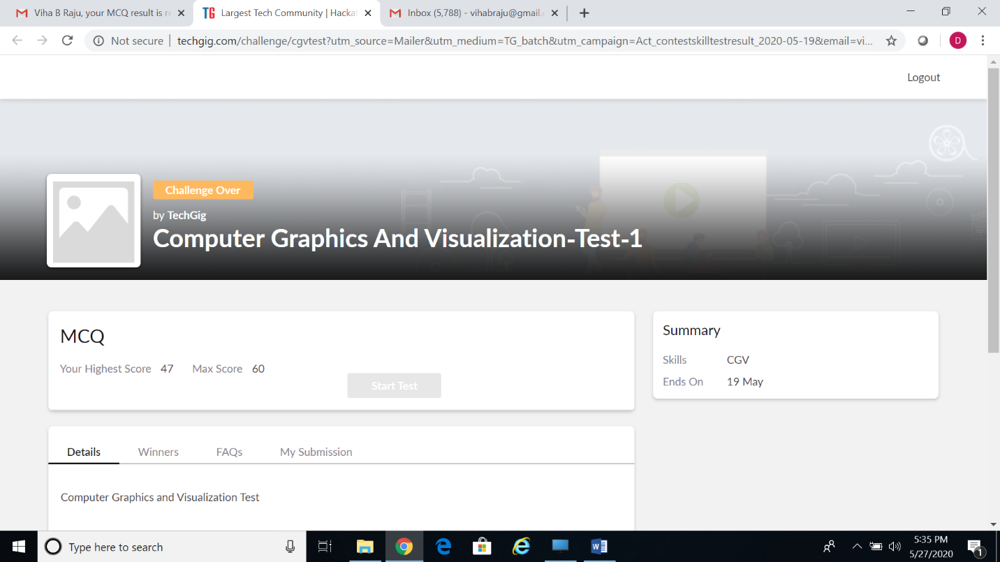 Viha B Raju, your MCQ result is re
Largest Tech Community | Hackat
Inbox (5,788) - vihabraju@gmail.c
Not secure
techgig.com/challenge/cgvtest?utm_source=Mailer&utm_medium=TG_batch&utm_campaign=Act_contestskilltestresult_2020-05-19&email=vi...
D
Logout
Challenge Over
by TechGig
Computer Graphics And Visualization-Test-1
MCQ
Your Highest Score 47 Max Score 60
Start Test
Summary
Skills CGV
Ends On 19 May
Details Winners FAQs My Submission
Computer Graphics and Visualization Test
Type here to search
5:35 PM
5/27/2020
1